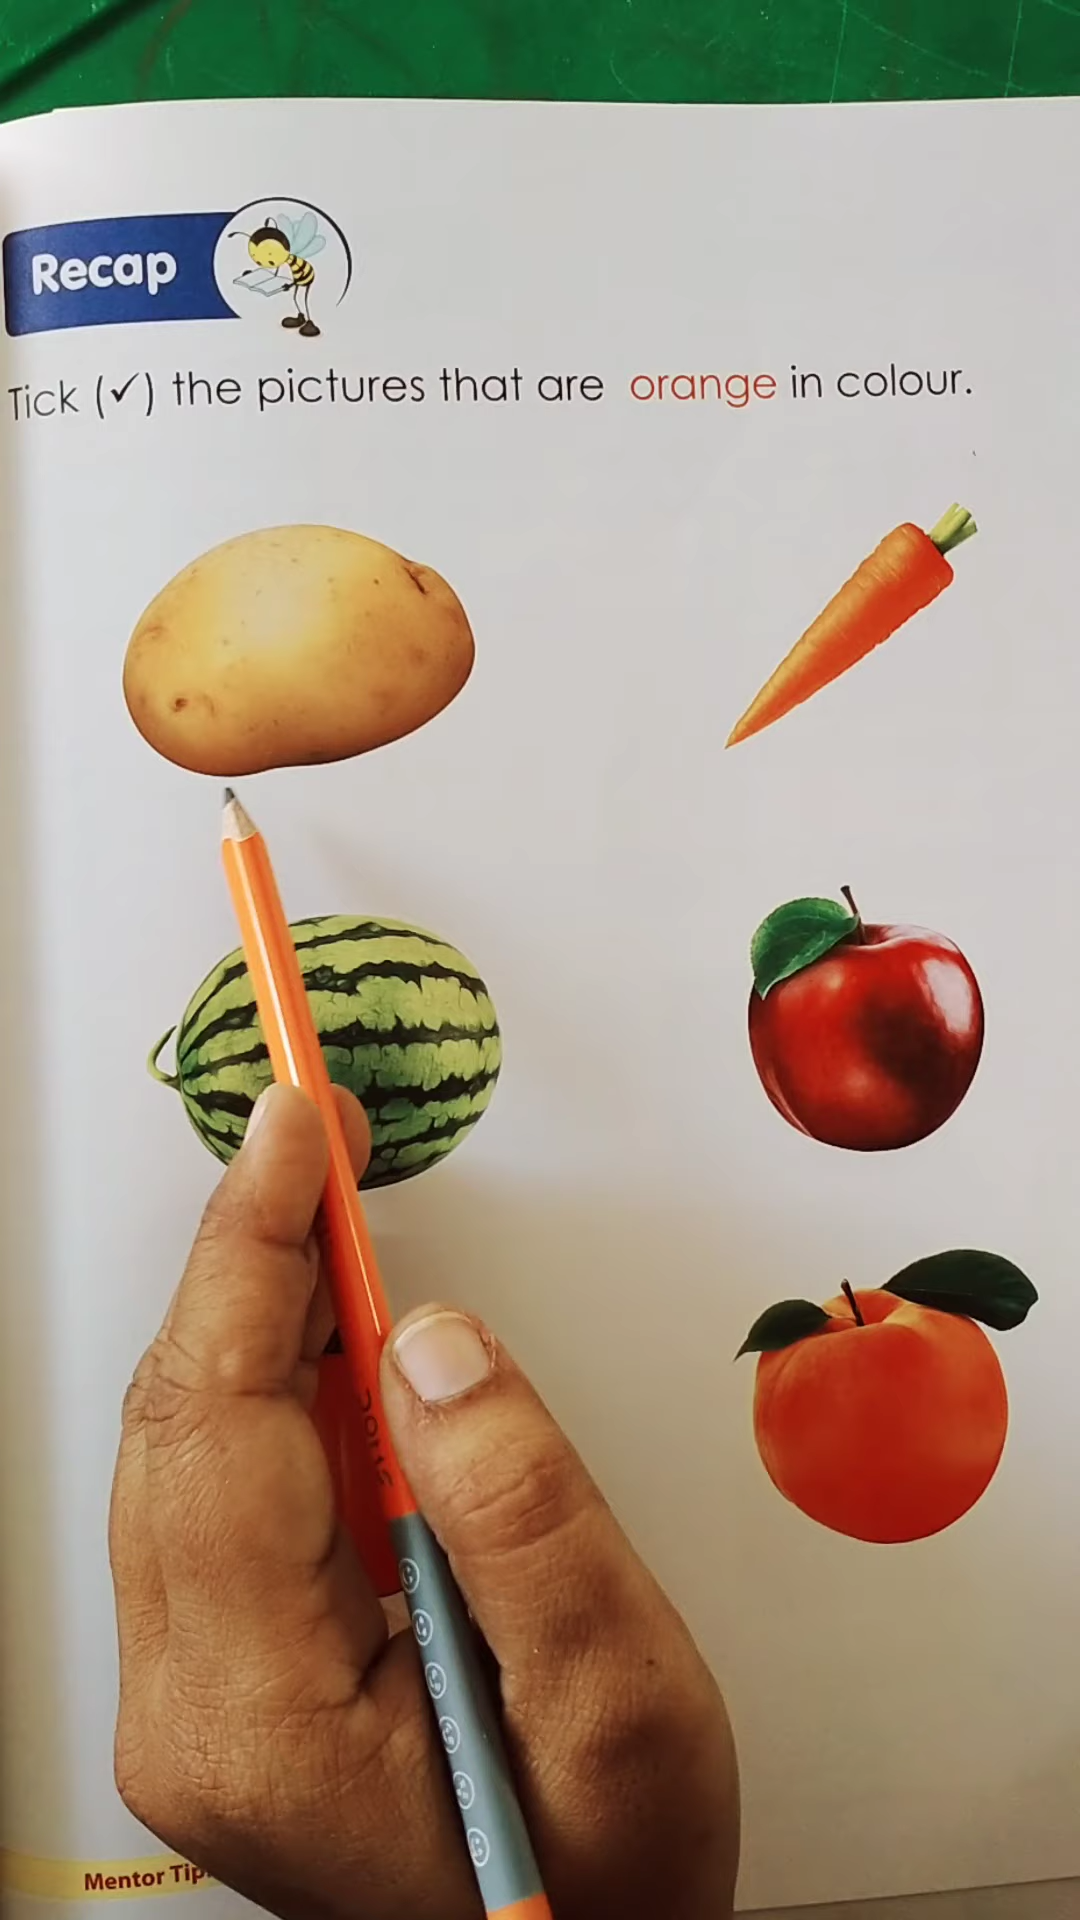 Recap
Tick (✓) the pictures that are orange in colour.
Mentor Tip